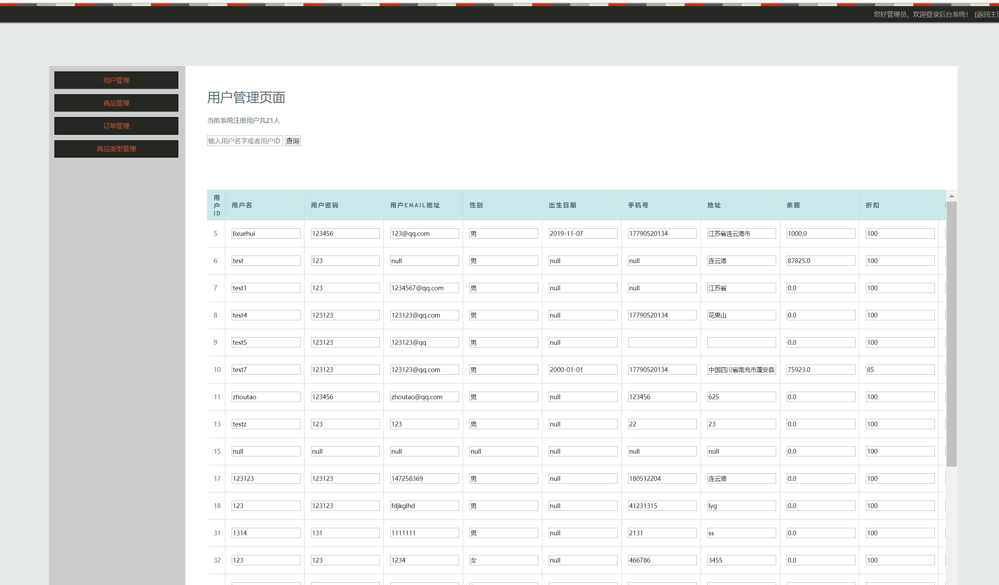 您好管理员，欢迎登录后台系统！ [返回主页
用户管理
商品管理
订单管理
商品类型管理
用户管理页面
当前系统注册用户共21人
输入用户名字或者用户ID 查询
用户ID 用户名 用户密码 用户EMAIL地址 性别 出生日期 手机号 地址 余额 折扣
5 lixuehui 123456 123@qq.com 男 2019-11-07 17790520134 江苏省连云港市 1000.0 100
6 test 123 null 男 null null 连云港 87825.0 100
7 test1 123 1234567@qq.com 男 null null 江苏省 0.0 100
8 test4 123123 123123@qq.com 男 null 17790520134 花果山 0.0 100
9 test5 123123 123123@qq 男 null 0.0 100
10 test7 123123 123123@qq.com 男 2000-01-01 17790520134 中国四川省南充市蓬安县 75923.0 85
11 zhoutao 123456 zhoutao@qq.com 男 null 123456 625 0.0 100
13 testz 123 123 男 null 22 23 0.0 100
15 null null null null null null null 0.0 100
17 123123 123123 147258369 男 null 180512204 连云港 0.0 100
18 123 123123 fdjkglhd 男 null 41231315 lyg 0.0 100
31 1314 131 1111111 男 null 2131 ss 0.0 100
32 123 123 1234 女 null 466786 3455 0.0 100